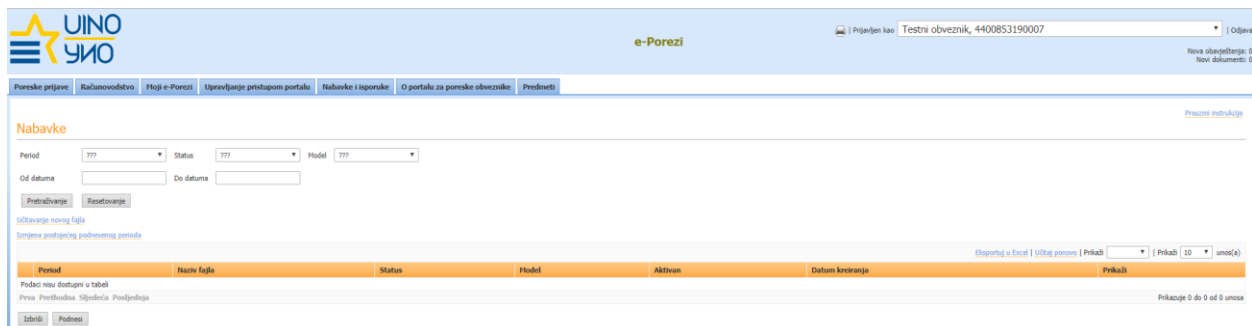 UINO
УИО
e-Porezi
| Prijavljen kao Testni obveznik, 4400853190007 | Odjava
Nova obavještenja: 0
Novi dokumenti: 0
Poreske prijave Računovodstvo Moji e-Porezi Upravljanje pristupom portalu Nabavke i isporuke O portalu za poreske obveznike Predmeti
Preuzmi instrukcije
Nabavke
Period ??? Status ??? Model ???
Od datuma Do datuma
Pretraživanje Resetovanje
Učitavanje novog fajla
Izmjena postojećeg podnesenog perioda
Eksportuj u Excel | Učitaj ponovo | Prikaži | Prikaži 10 unos(a)
Period Naziv fajla Status Model Aktivan Datum kreiranja Prikaži
Podaci nisu dostupni u tabeli
Prva Prethodna Sljedeća Posljednja Prikazuje 0 do 0 od 0 unosa
Izbriši Podnesi